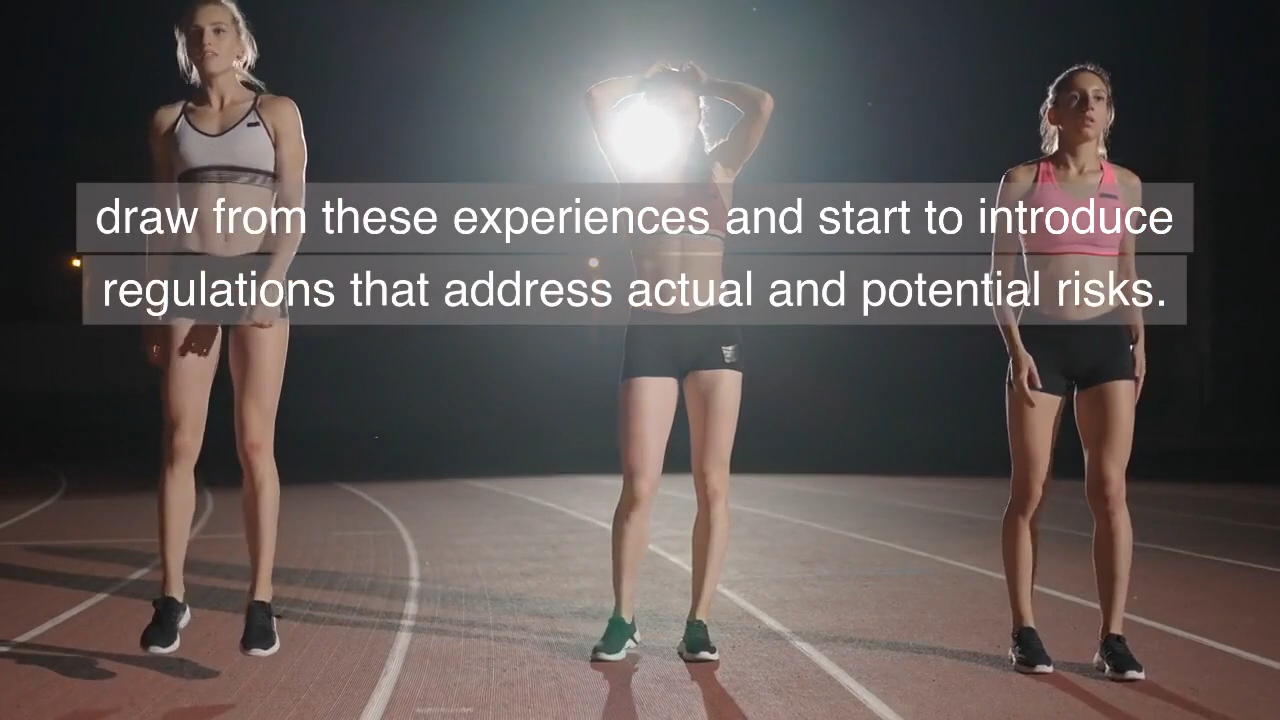 draw from these experiences and start to introduce
regulations that address actual and potential risks.